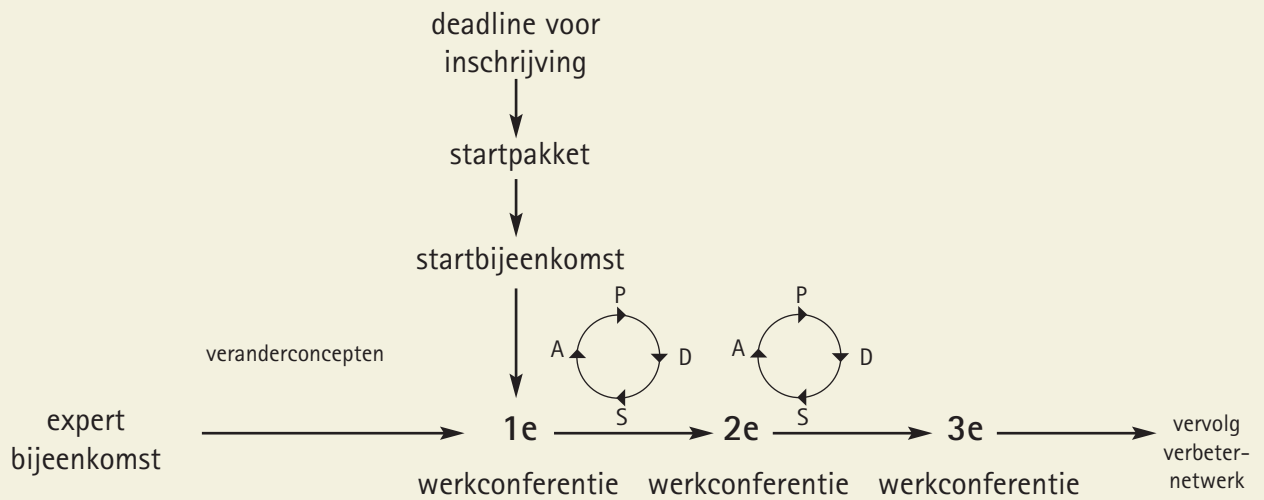 deadline voor
inschrijving
startpakket
startbijeenkomst
P
P
A
D
A
D
S
S
veranderconcepten
expert
bijeenkomst
1e
2e
3e
werkconferentie
werkconferentie
werkconferentie
vervolg
verbeter-
netwerk